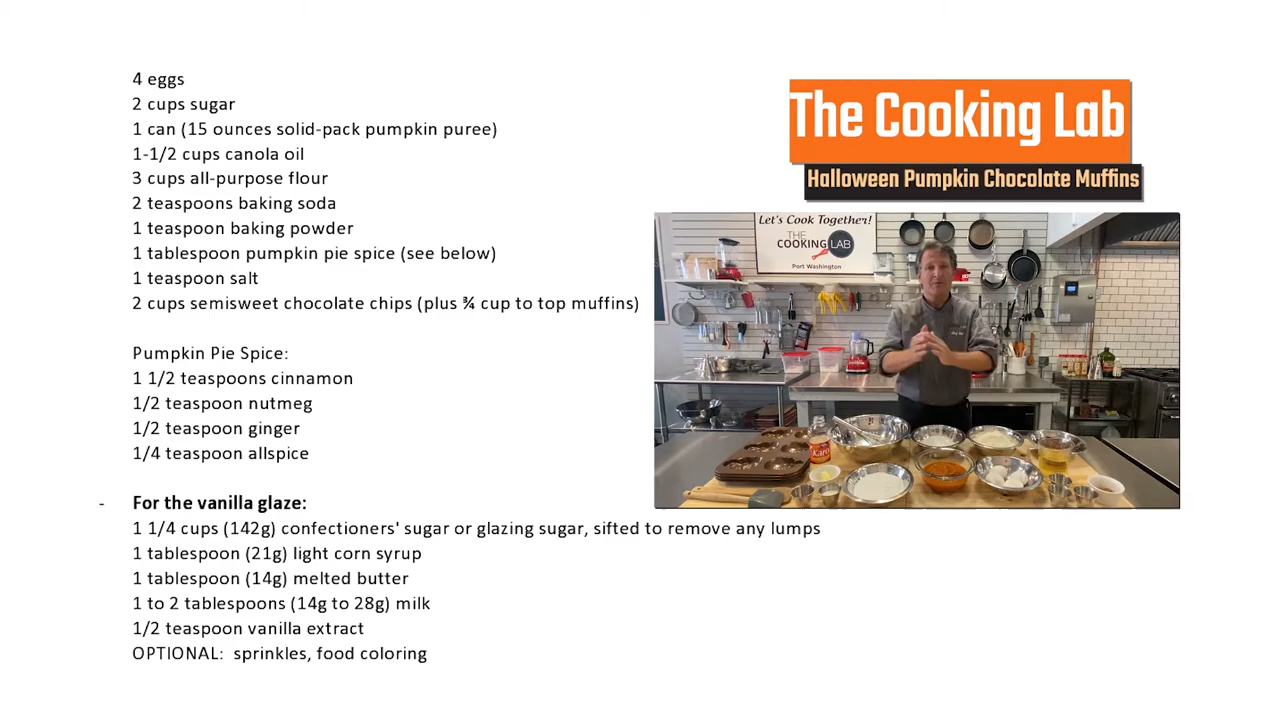 4 eggs
2 cups sugar
1 can (15 ounces solid-pack pumpkin puree)
1-1/2 cups canola oil
3 cups all-purpose flour
2 teaspoons baking soda
1 teaspoon baking powder
1 tablespoon pumpkin pie spice (see below)
1 teaspoon salt
2 cups semisweet chocolate chips (plus ¾ cup to top muffins)
Pumpkin Pie Spice:
1 1/2 teaspoons cinnamon
1/2 teaspoon nutmeg
1/2 teaspoon ginger
1/4 teaspoon allspice
- For the vanilla glaze:
1 1/4 cups (142g) confectioners' sugar or glazing sugar, sifted to remove any lumps
1 tablespoon (21g) light corn syrup
1 tablespoon (14g) melted butter
1 to 2 tablespoons (14g to 28g) milk
1/2 teaspoon vanilla extract
OPTIONAL:  sprinkles, food coloring
The Cooking Lab
Halloween Pumpkin Chocolate Muffins
Let's Cook Together!
THE
COOKING LAB
Port Washington
Karo